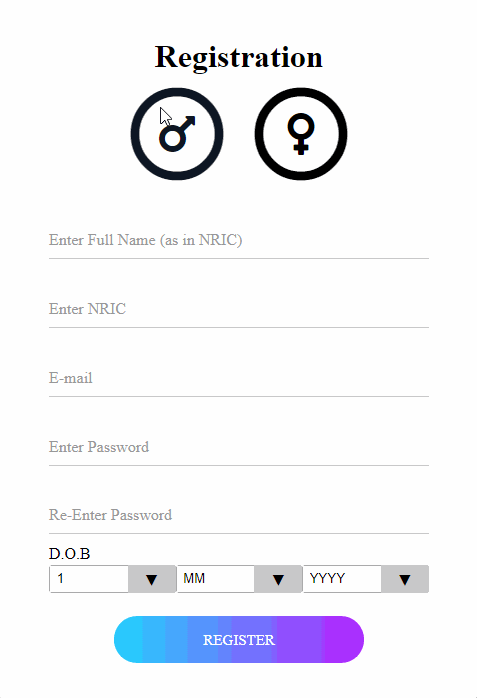 Registration
Enter Full Name (as in NRIC)
Enter NRIC
E-mail
Enter Password
Re-Enter Password
D.O.B
1 MM YYYY
REGISTER